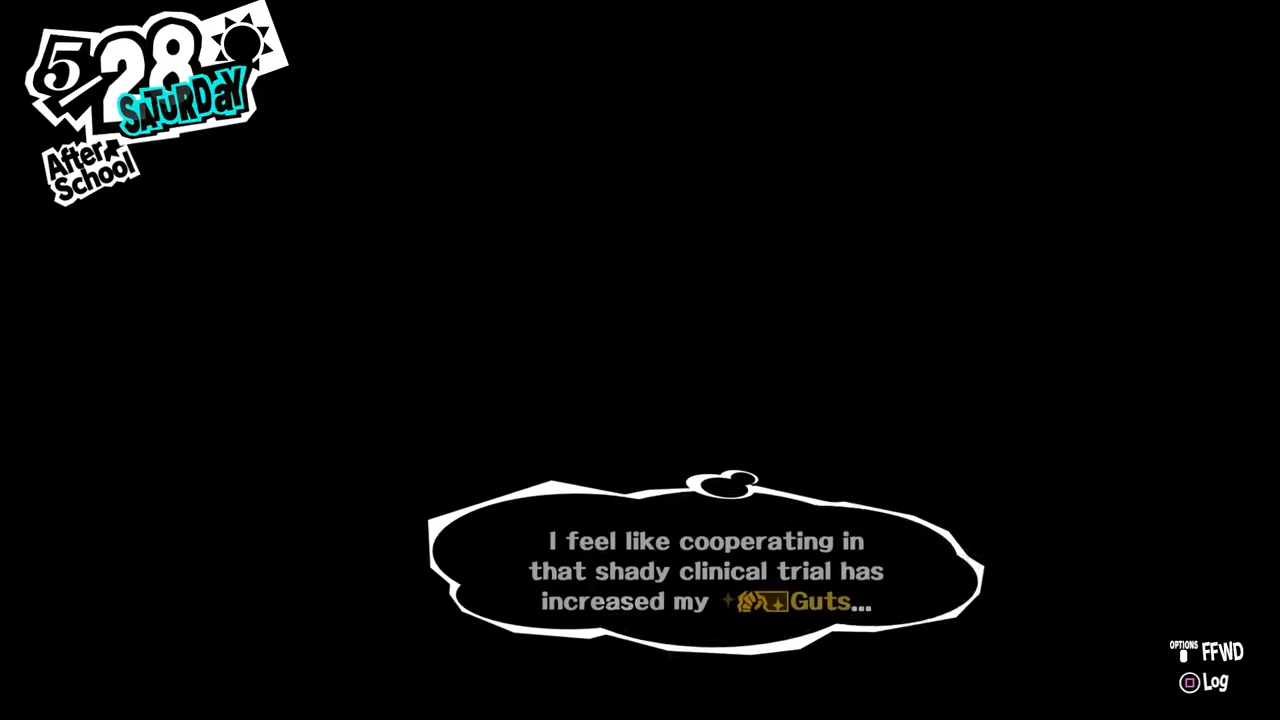 5/28
SATURDAY
After
School
I feel like cooperating in
that shady clinical trial has
increased my Guts...
OPTIONS FFWD
Log